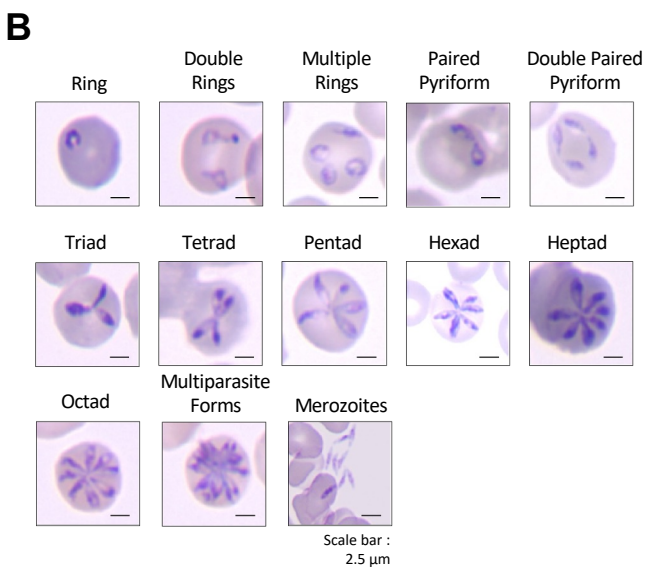 B
Ring
Double
Rings
Multiple
Rings
Paired
Pyriform
Double Paired
Pyriform
Triad
Tetrad
Pentad
Hexad
Heptad
Octad
Multiparasite
Forms
Merozoites
Scale bar :
2.5 μm